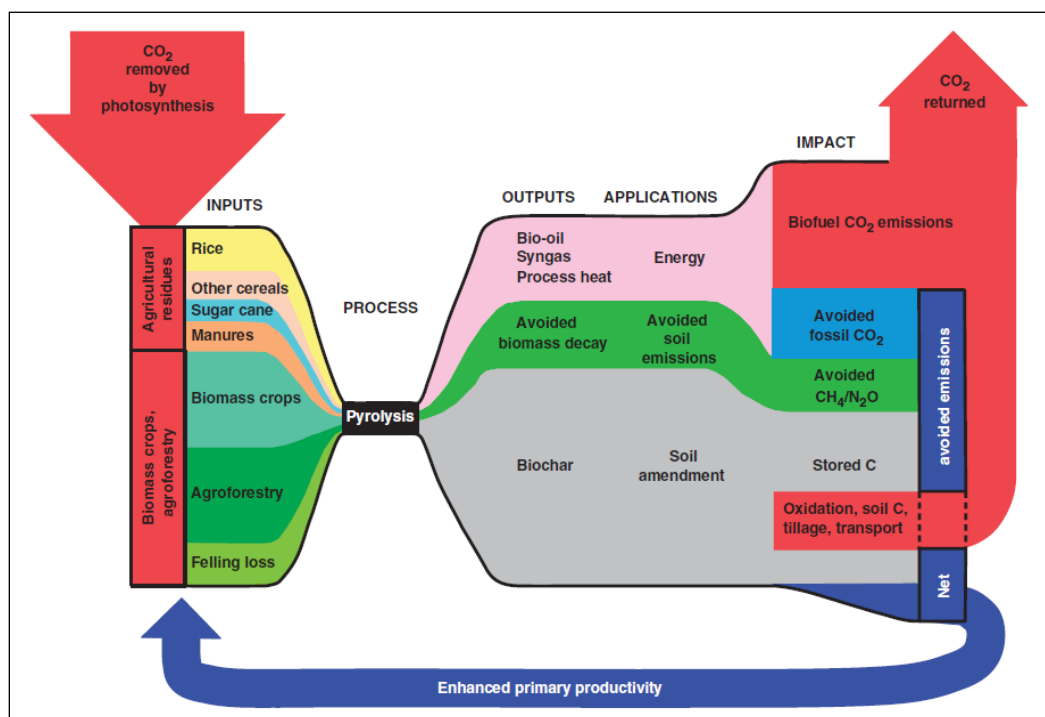 CO2
removed
by
photosynthesis
CO2
returned
IMPACT
INPUTS
OUTPUTS
APPLICATIONS
PROCESS
Agricultural
residues
Biomass crops,
agroforestry
Rice
Other cereals
Sugar cane
Manures
Biomass crops
Agroforestry
Felling loss
Pyrolysis
Bio-oil
Syngas
Process heat
Energy
Avoided
biomass decay
Avoided
soil
emissions
Biochar
Soil
amendment
Biofuel CO2 emissions
Avoided
fossil CO2
Avoided
CH4/N2O
Stored C
Oxidation, soil C,
tillage, transport
avoided emissions
Net
Enhanced primary productivity